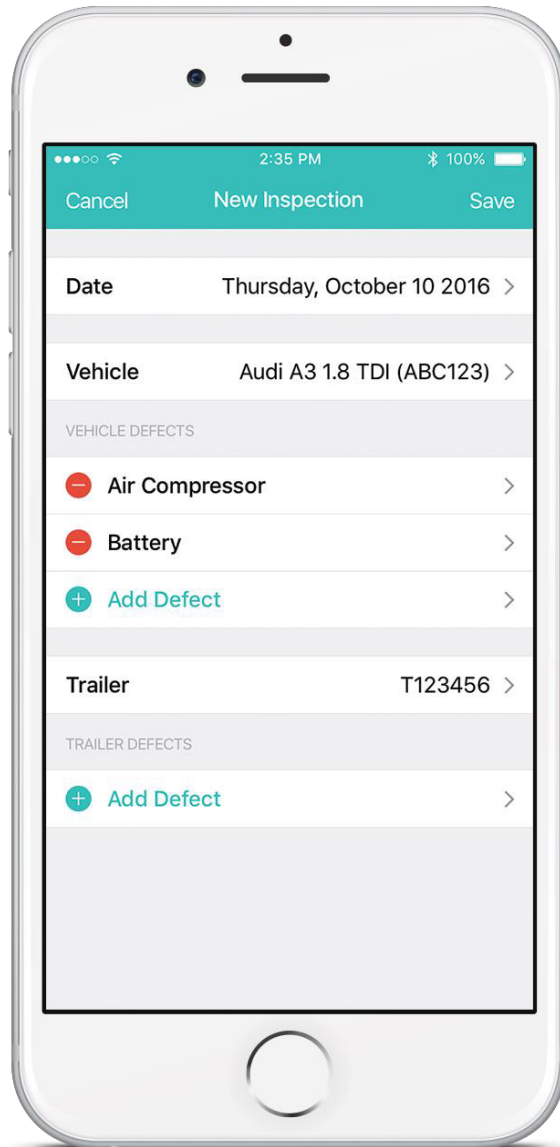 2:35 PM 100%
Cancel New Inspection Save
Date Thursday, October 10 2016
Vehicle Audi A3 1.8 TDI (ABC123)
VEHICLE DEFECTS
Air Compressor
Battery
Add Defect
Trailer T123456
TRAILER DEFECTS
Add Defect